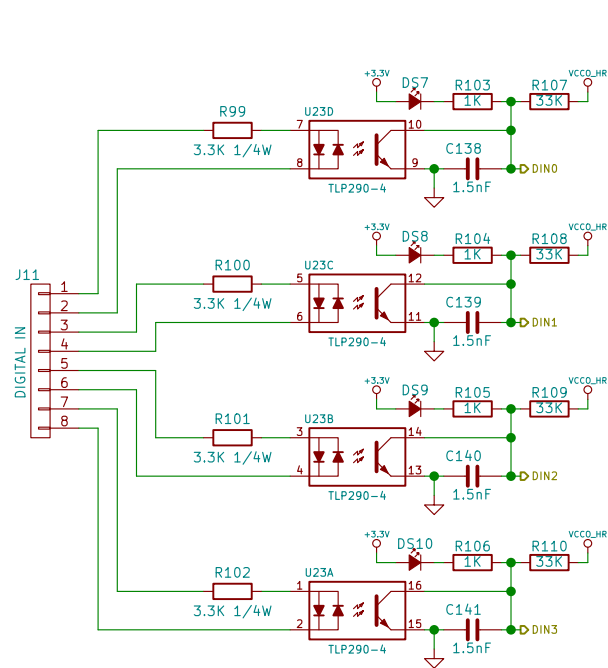 +3.3V
VCCO_HR
DS7
R103
R107
1K
33K
R99
U23D
7
10
3.3K 1/4W
C138
8
9
DIN0
TLP290-4
1.5nF
+3.3V
VCCO_HR
DS8
R104
R108
1K
33K
R100
U23C
5
12
3.3K 1/4W
C139
6
11
DIN1
TLP290-4
1.5nF
J11
DIGITAL IN
1
2
3
4
5
6
7
8
+3.3V
VCCO_HR
DS9
R105
R109
1K
33K
R101
U23B
3
14
3.3K 1/4W
C140
4
13
DIN2
TLP290-4
1.5nF
+3.3V
VCCO_HR
DS10
R106
R110
1K
33K
R102
U23A
1
16
3.3K 1/4W
C141
2
15
DIN3
TLP290-4
1.5nF